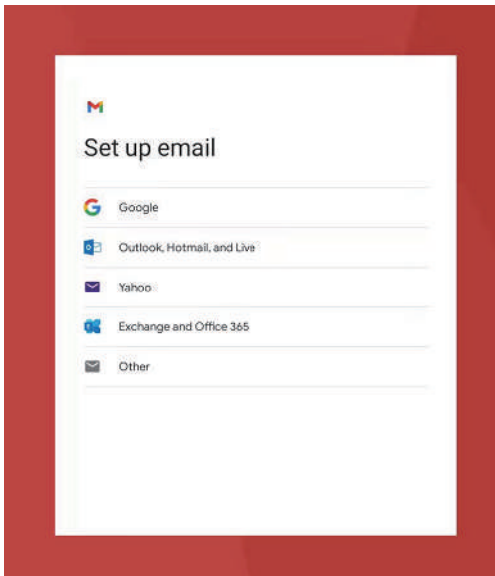 Set up email
Google
Outlook, Hotmail, and Live
Yahoo
Exchange and Office 365
Other